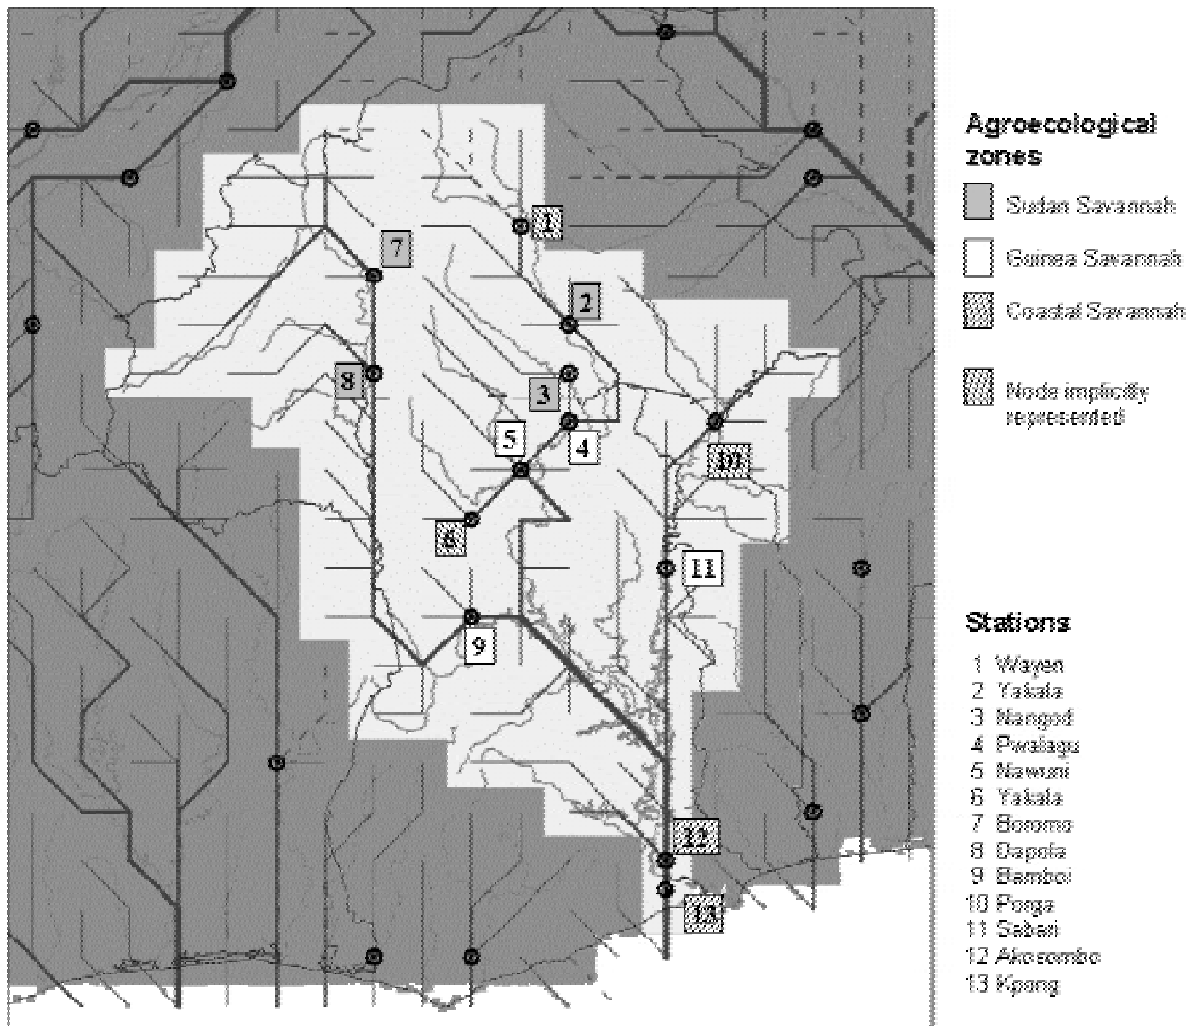 1
7
2
8
3
5
4
10
6
11
9
12
13
Agroecological
zones
Sudan Savannah
Guinea Savannah
Coastal Savannah
Node implicitly
represented
Stations
1 Wayen
2 Yakala
3 Nangod
4 Pwalagu
5 Nawuni
6 Yakala
7 Boromo
8 Dapola
9 Bamboi
10 Porga
11 Sabari
12 Akosombo
13 Kpong